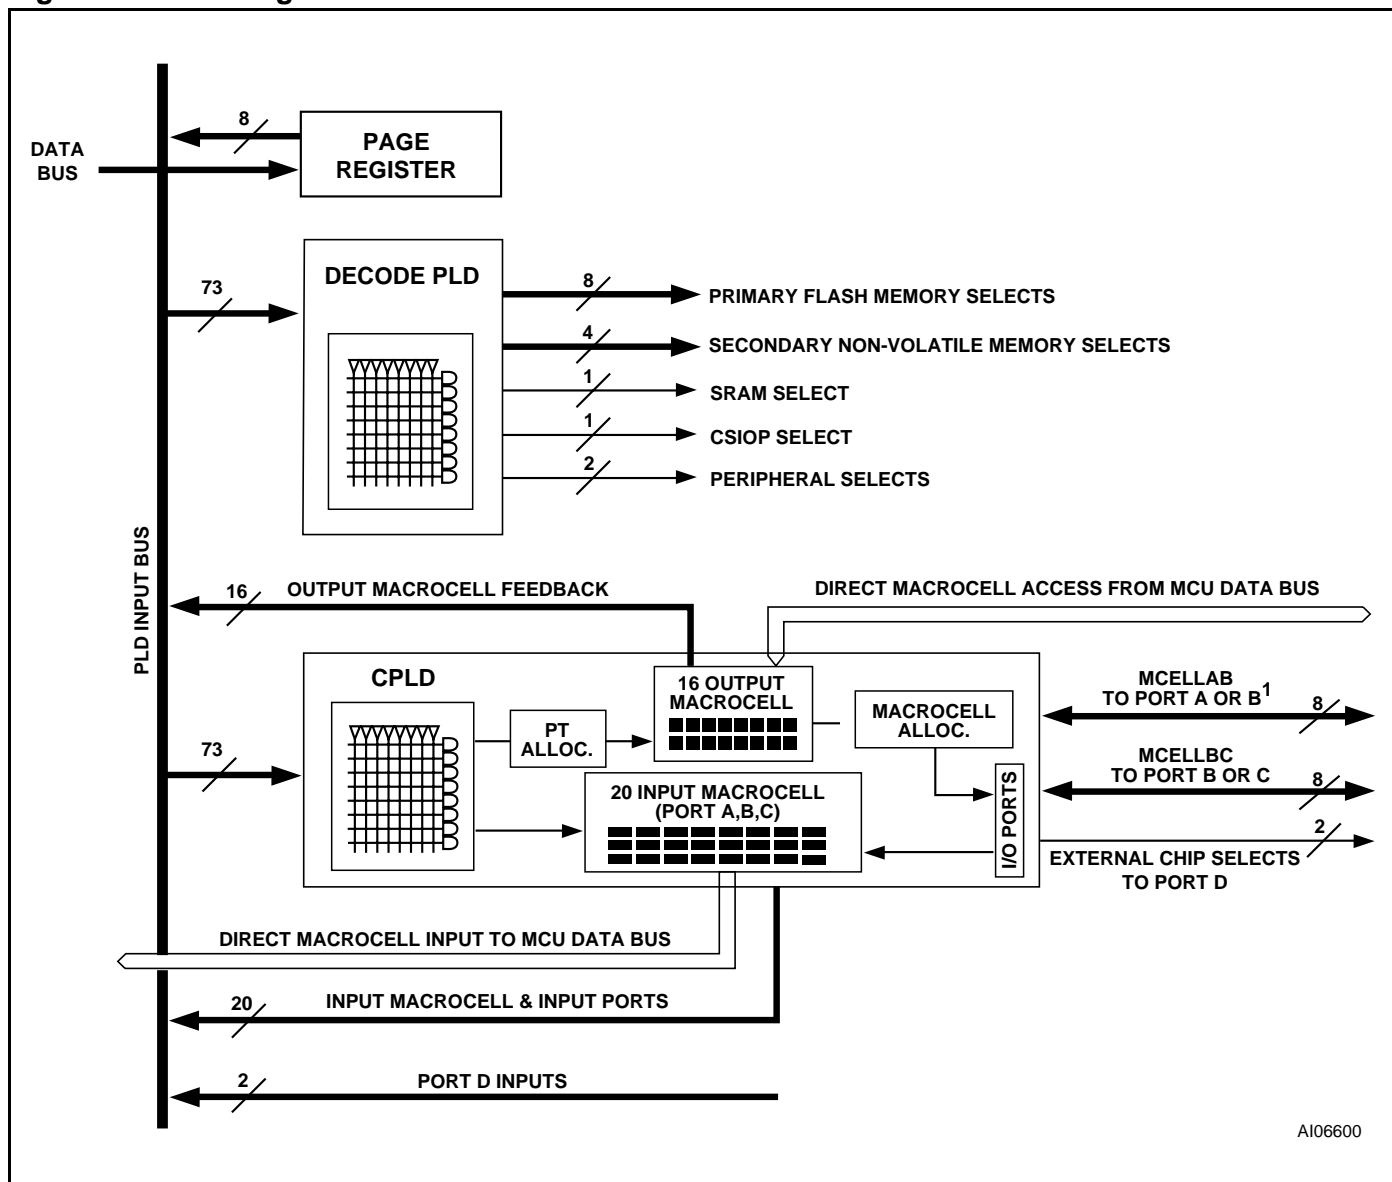 8
PAGE
REGISTER
DATA
BUS
DECODE PLD
73
8
PRIMARY FLASH MEMORY SELECTS
4
SECONDARY NON-VOLATILE MEMORY SELECTS
1
SRAM SELECT
1
CSIOP SELECT
2
PERIPHERAL SELECTS
PLD INPUT BUS
16
OUTPUT MACROCELL FEEDBACK
DIRECT MACROCELL ACCESS FROM MCU DATA BUS
CPLD
73
PT
ALLOC.
16 OUTPUT
MACROCELL
MACROCELL
ALLOC.
20 INPUT MACROCELL
(PORT A,B,C)
I/O PORTS
MCELLAB
TO PORT A OR B1
8
MCELLBC
TO PORT B OR C
8
2
EXTERNAL CHIP SELECTS
TO PORT D
DIRECT MACROCELL INPUT TO MCU DATA BUS
20
INPUT MACROCELL & INPUT PORTS
2
PORT D INPUTS
AI06600